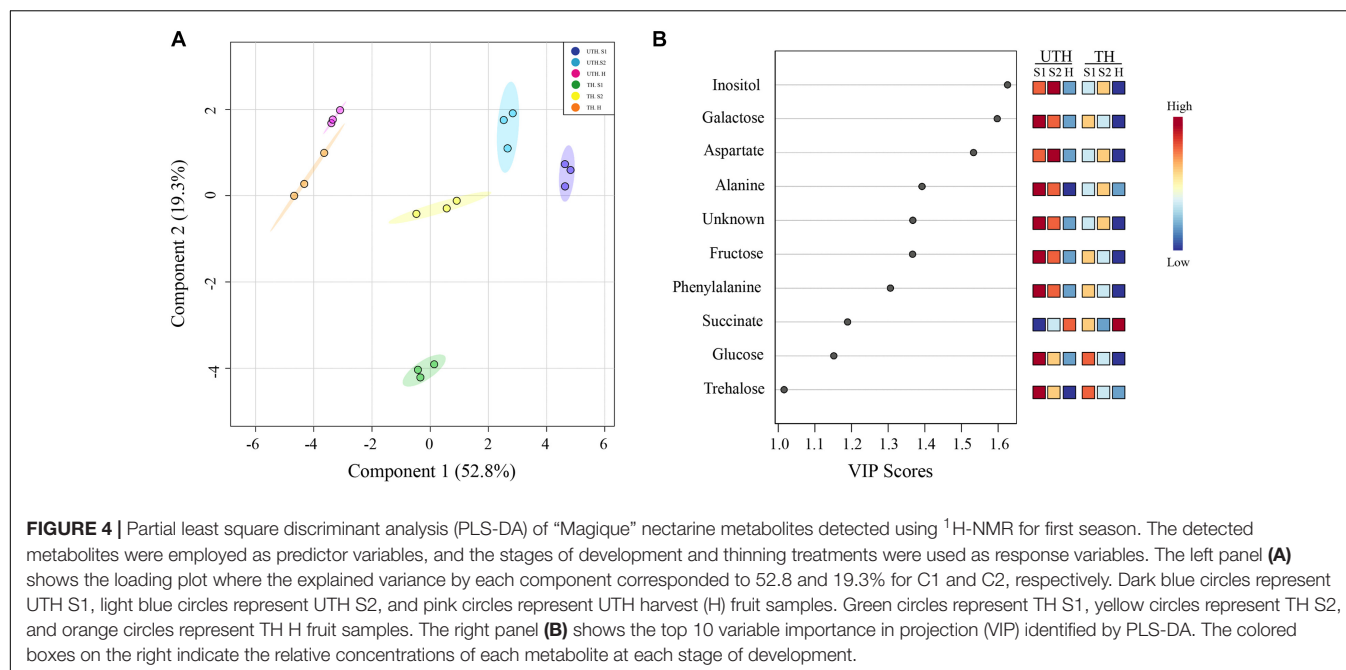 A
UTH. S1
UTH.S2
UTH. H
TH. S1
TH. S2
TH. H
2
0
-2
-4
-6
-4
-2
0
2
4
6
Component 2 (19.3%)
Component 1 (52.8%)
B
Inositol
Galactose
Aspartate
Alanine
Unknown
Fructose
Phenylalanine
Succinate
Glucose
Trehalose
1.0
1.1
1.2
1.3
1.4
1.5
1.6
VIP Scores
UTH TH
S1 S2 H S1 S2 H
High
Low
FIGURE 4 | Partial least square discriminant analysis (PLS-DA) of “Magique” nectarine metabolites detected using ¹H-NMR for first season. The detected
metabolites were employed as predictor variables, and the stages of development and thinning treatments were used as response variables. The left panel (A)
shows the loading plot where the explained variance by each component corresponded to 52.8 and 19.3% for C1 and C2, respectively. Dark blue circles represent
UTH S1, light blue circles represent UTH S2, and pink circles represent UTH harvest (H) fruit samples. Green circles represent TH S1, yellow circles represent TH S2,
and orange circles represent TH H fruit samples. The right panel (B) shows the top 10 variable importance in projection (VIP) identified by PLS-DA. The colored
boxes on the right indicate the relative concentrations of each metabolite at each stage of development.